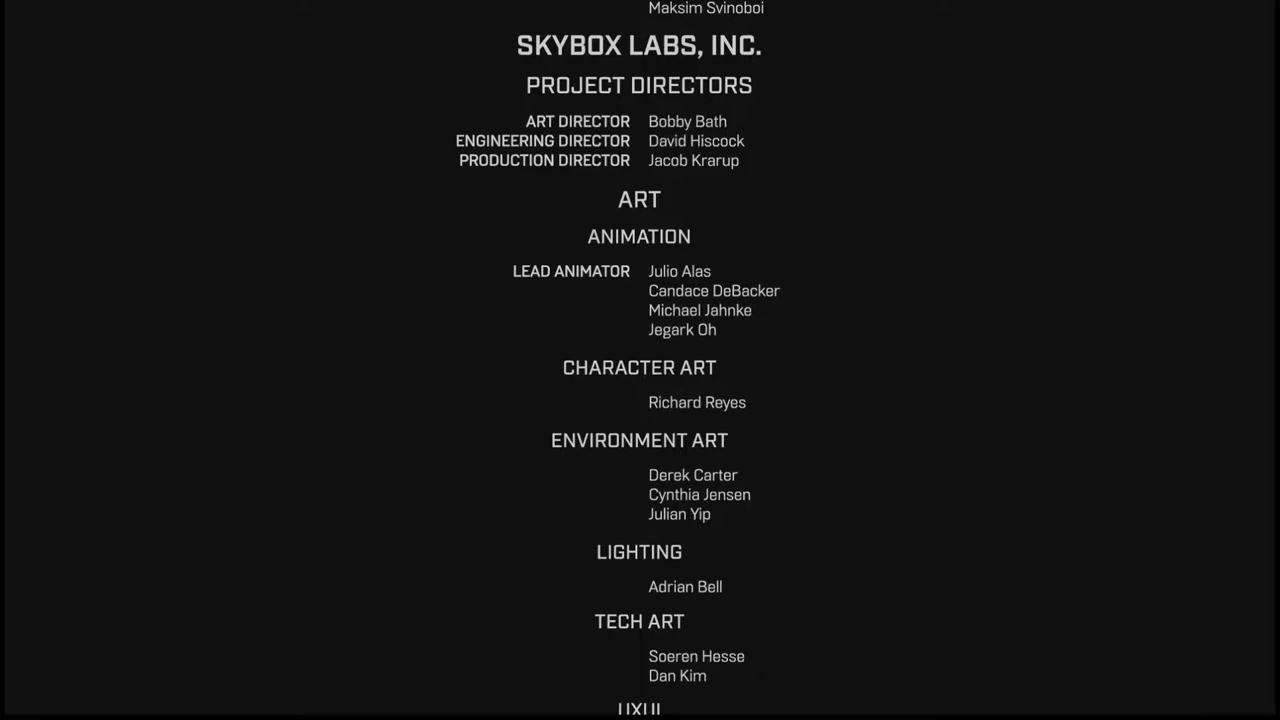 Maksim Svinoboi
SKYBOX LABS, INC.
PROJECT DIRECTORS
ART DIRECTOR Bobby Bath
ENGINEERING DIRECTOR David Hiscock
PRODUCTION DIRECTOR Jacob Krarup
ART
ANIMATION
LEAD ANIMATOR Julio Alas
Candace DeBacker
Michael Jahnke
Jegark Oh
CHARACTER ART
Richard Reyes
ENVIRONMENT ART
Derek Carter
Cynthia Jensen
Julian Yip
LIGHTING
Adrian Bell
TECH ART
Soeren Hesse
Dan Kim
UXUI